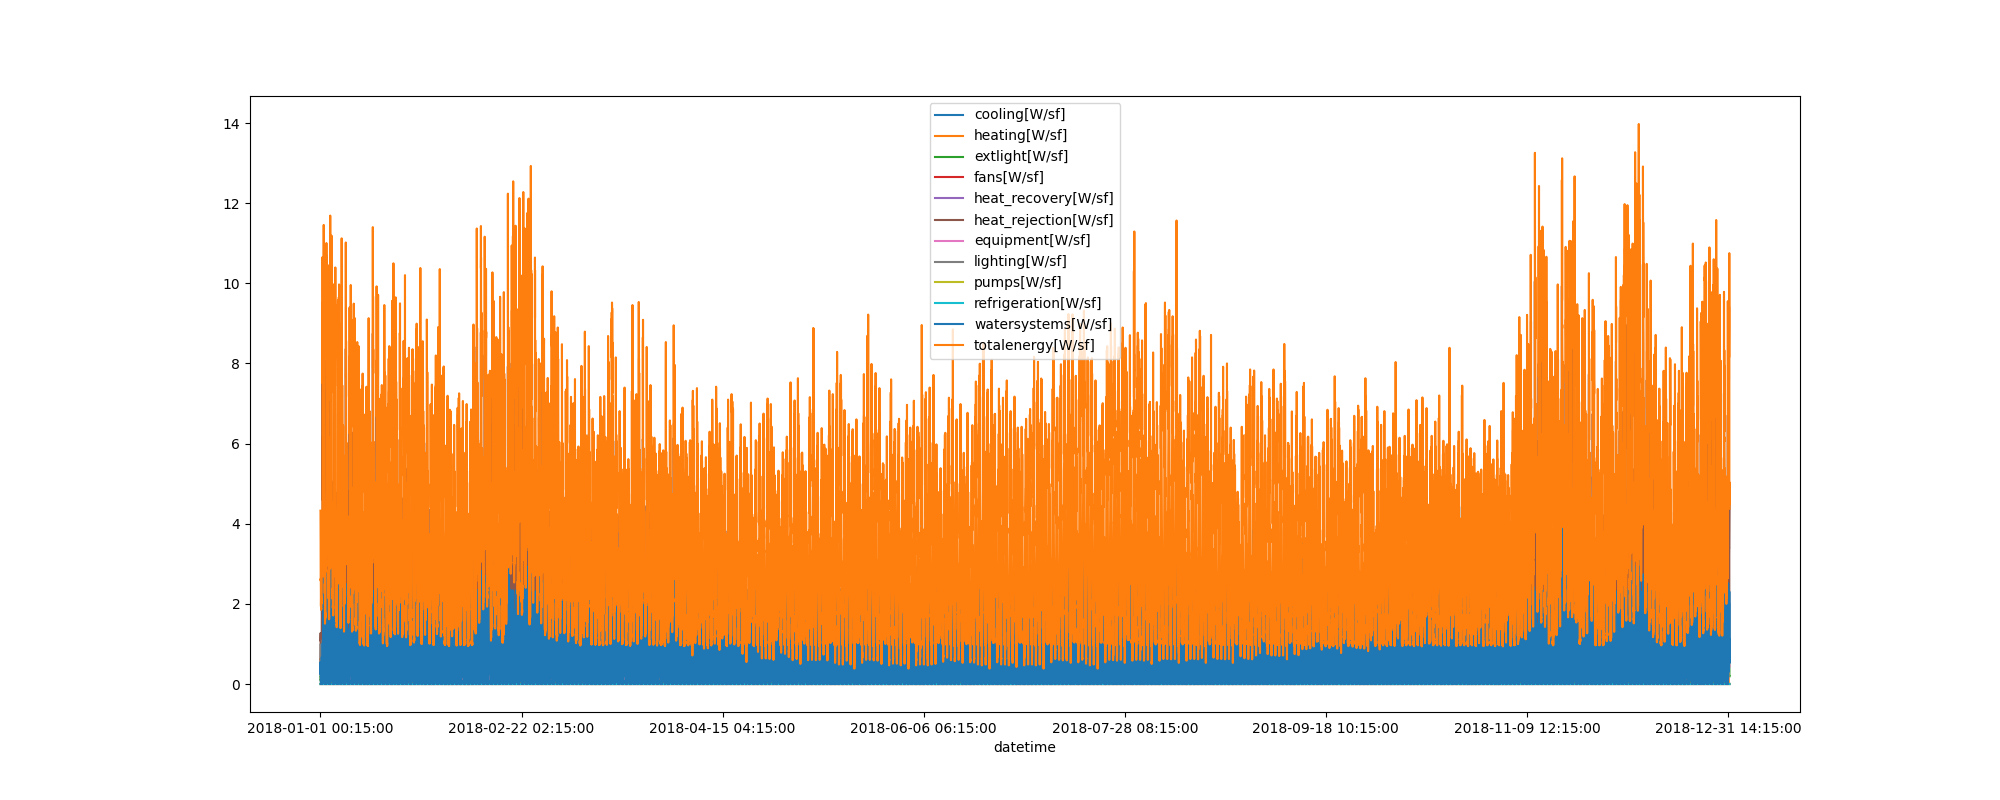 14
12
10
8
6
4
2
0
cooling[W/sf]
heating[W/sf]
extlight[W/sf]
fans[W/sf]
heat_recovery[W/sf]
heat_rejection[W/sf]
equipment[W/sf]
lighting[W/sf]
pumps[W/sf]
refrigeration[W/sf]
watersystems[W/sf]
totalenergy[W/sf]
2018-01-01 00:15:00 2018-02-22 02:15:00 2018-04-15 04:15:00 2018-06-06 06:15:00 2018-07-28 08:15:00 2018-09-18 10:15:00 2018-11-09 12:15:00 2018-12-31 14:15:00
datetime